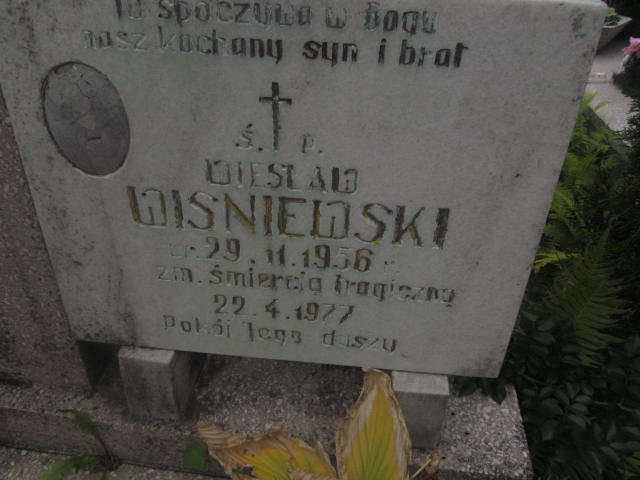 Tu spoczywa w Bogu
nasz kochany syn i brat
ś. p.
WIESŁAW
WIŚNIEWSKI
ur. 29.11.1956 r.
zm. śmiercią tragiczną
22.4.1977
Pokój Jego duszy